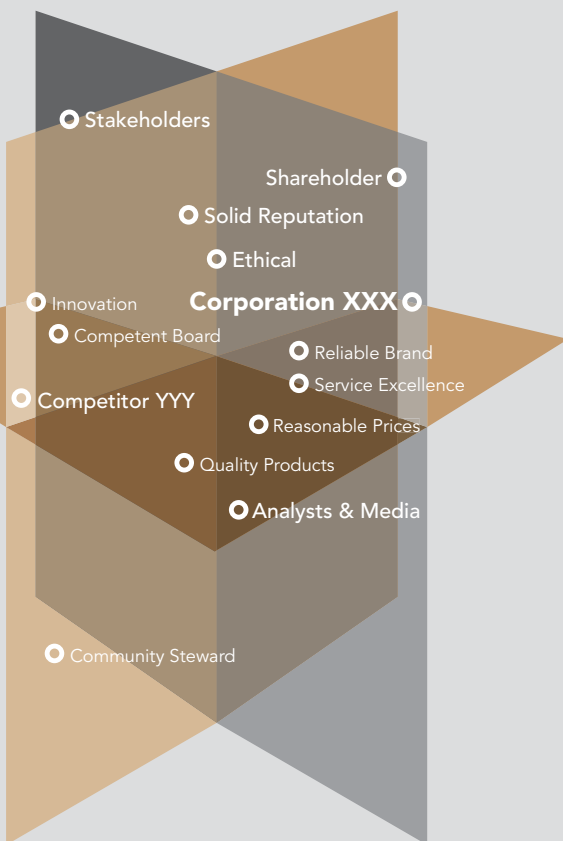 Stakeholders
Shareholder
Solid Reputation
Ethical
Corporation XXX
Innovation
Competent Board
Reliable Brand
Service Excellence
Competitor YYY
Reasonable Prices
Quality Products
Analysts & Media
Community Steward